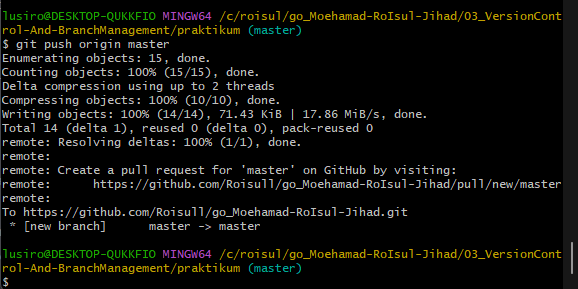 lusiro@DESKTOP-QUKKFIO MINGW64 /c/roisul/go_Moehamad-RoIsul-Jihad/03_VersionCont
rol-And-BranchManagement/praktikum (master)
$ git push origin master
Enumerating objects: 15, done.
Counting objects: 100% (15/15), done.
Delta compression using up to 2 threads
Compressing objects: 100% (10/10), done.
Writing objects: 100% (14/14), 71.43 KiB | 17.86 MiB/s, done.
Total 14 (delta 1), reused 0 (delta 0), pack-reused 0
remote: Resolving deltas: 100% (1/1), done.
remote:
remote: Create a pull request for 'master' on GitHub by visiting:
remote:      https://github.com/Roisull/go_Moehamad-RoIsul-Jihad/pull/new/master
remote:
To https://github.com/Roisull/go_Moehamad-RoIsul-Jihad.git
 * [new branch]      master -> master
lusiro@DESKTOP-QUKKFIO MINGW64 /c/roisul/go_Moehamad-RoIsul-Jihad/03_VersionCont
rol-And-BranchManagement/praktikum (master)
$